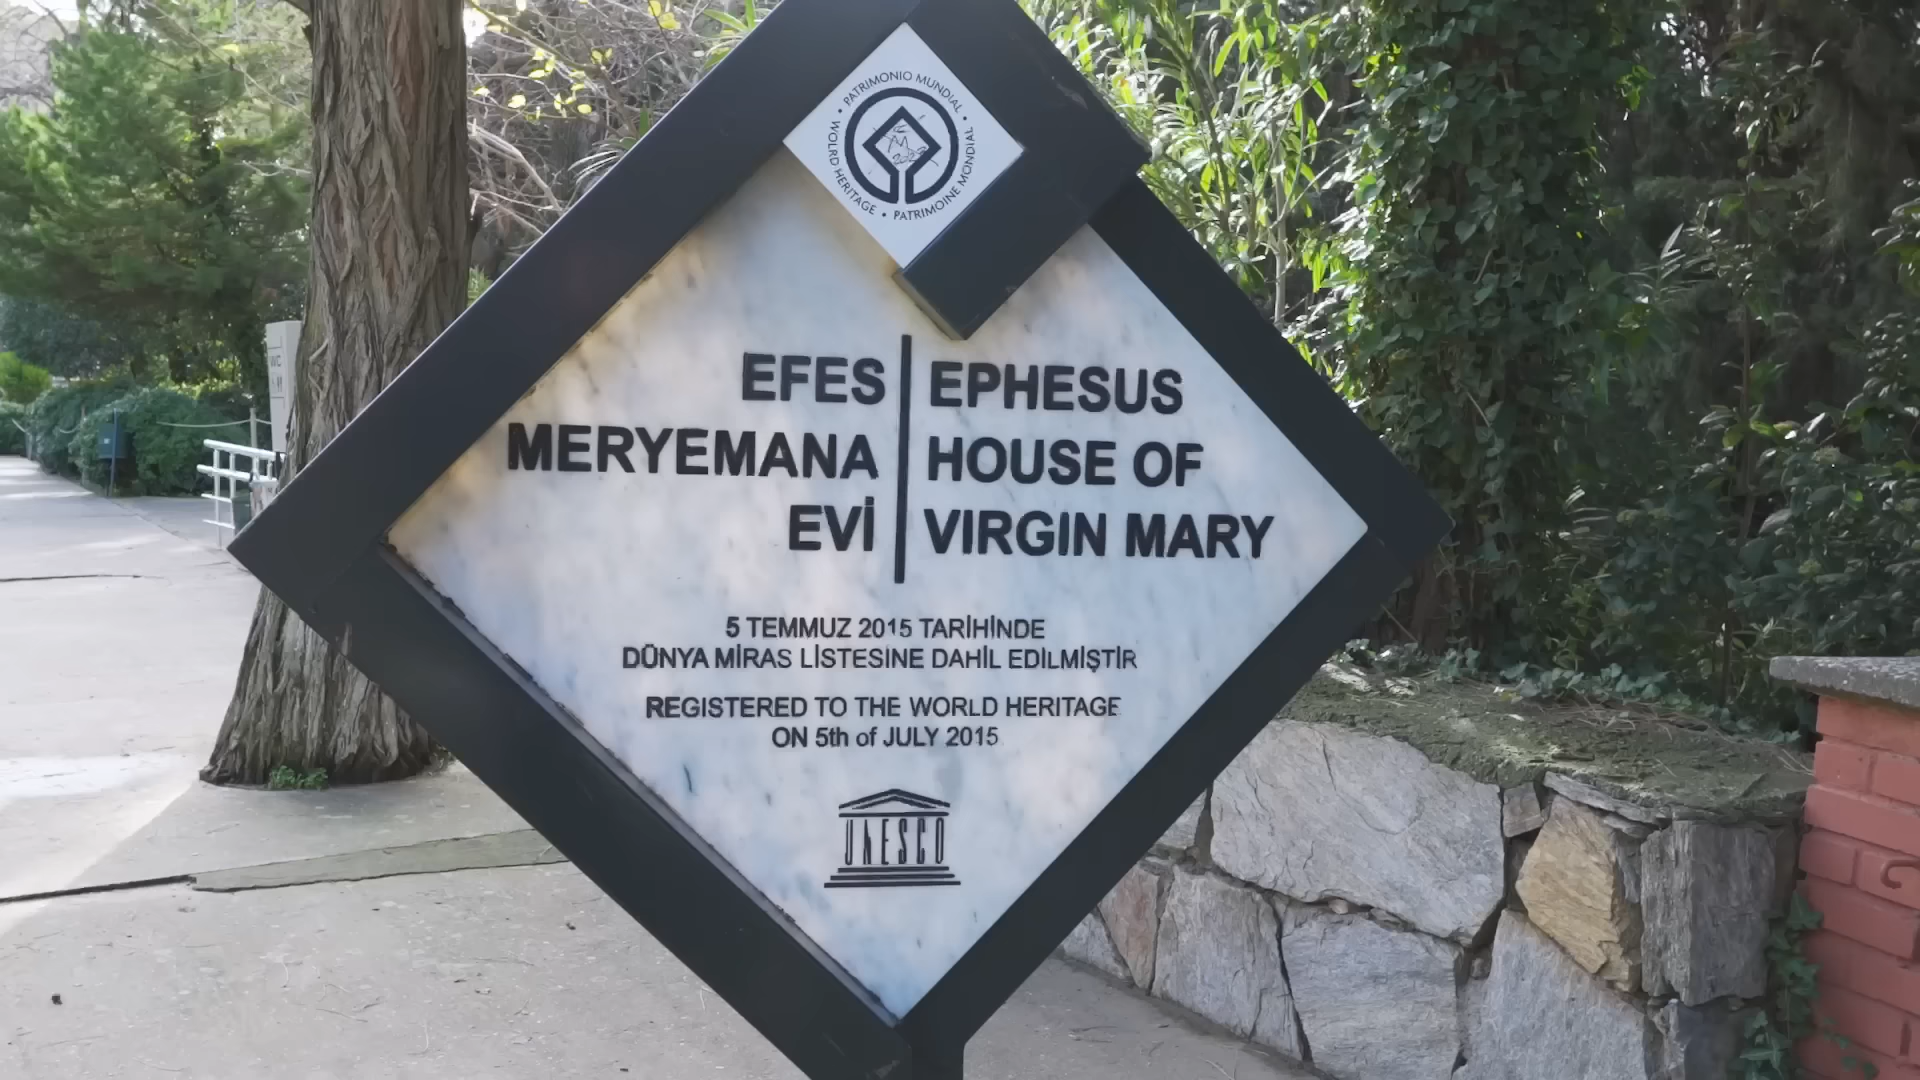 PATRIMONIO MUNDIAL • WOLRD HERITAGE • PATRIMOINE MONDIAL •
EFES
MERYEMANA
EVİ
EPHESUS
HOUSE OF
VIRGIN MARY
5 TEMMUZ 2015 TARİHİNDE
DÜNYA MİRAS LİSTESİNE DAHİL EDİLMİŞTİR
REGISTERED TO THE WORLD HERITAGE
ON 5th of JULY 2015
UNESCO
WC